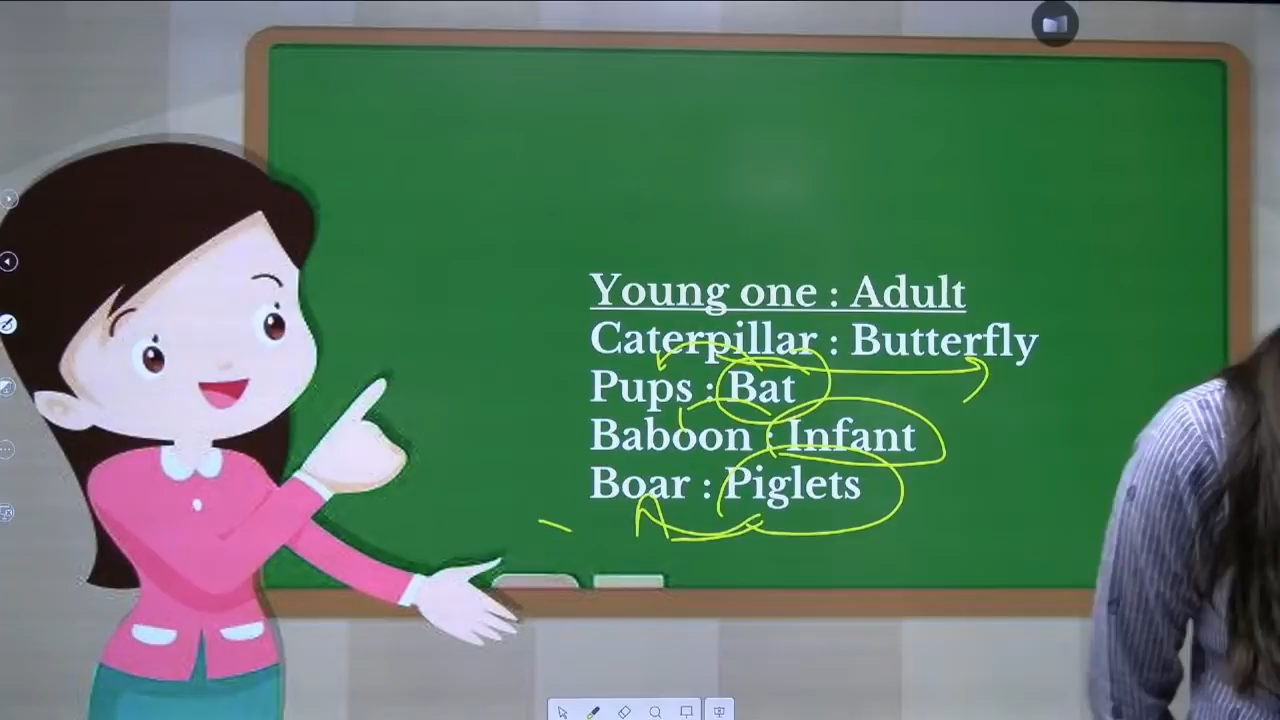 Young one : Adult
Caterpillar : Butterfly
Pups : Bat
Baboon : Infant
Boar : Piglets